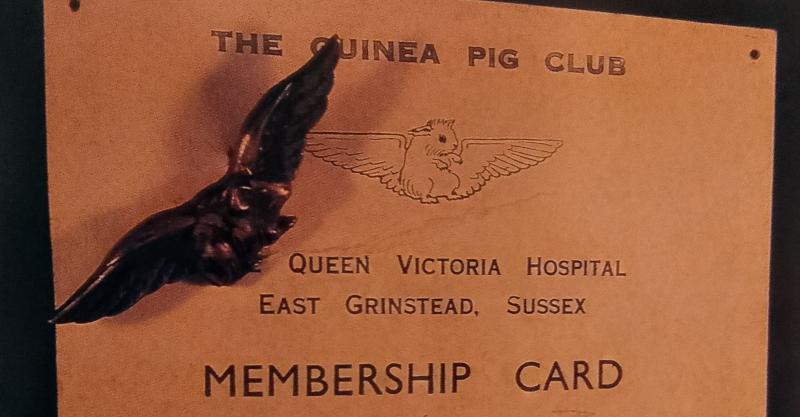 THE GUINEA PIG CLUB
QUEEN VICTORIA HOSPITAL
EAST GRINSTEAD, SUSSEX
MEMBERSHIP CARD